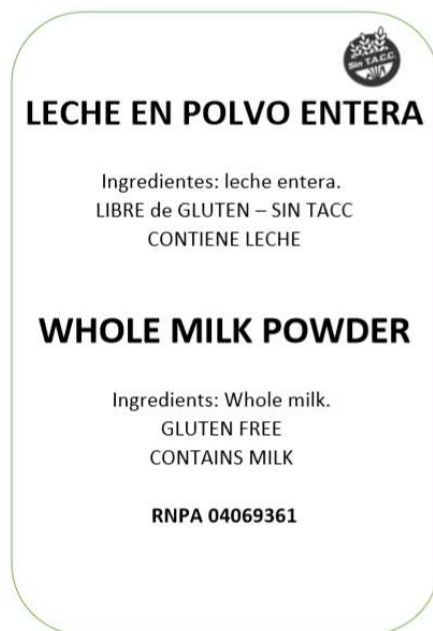 Sin T.A.C.C.
LECHE EN POLVO ENTERA
Ingredientes: leche entera.
LIBRE de GLUTEN – SIN TACC
CONTIENE LECHE
WHOLE MILK POWDER
Ingredients: Whole milk.
GLUTEN FREE
CONTAINS MILK
RNPA 04069361